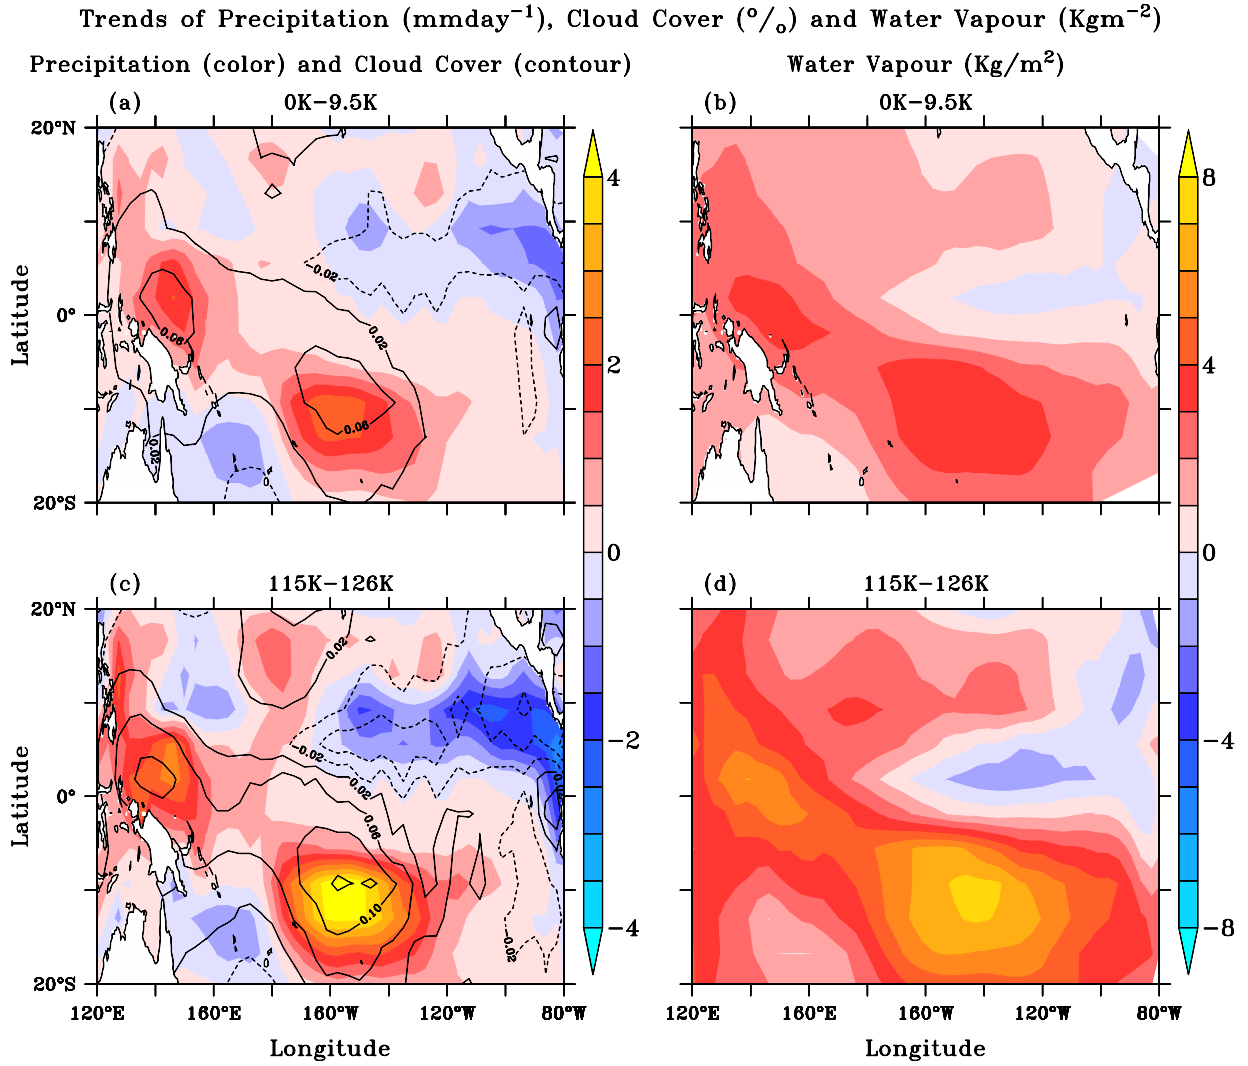 Trends of Precipitation (mmday⁻¹), Cloud Cover (°/ₒ) and Water Vapour (Kgm⁻²)
Precipitation (color) and Cloud Cover (contour)
Water Vapour (Kg/m²)
(a) 0K−9.5K
(b) 0K−9.5K
20°N
0°
20°S
Latitude
−0.02
0.02
0.06
0.06
0.02
4
2
0
−2
−4
8
4
0
−4
−8
(c) 115K−126K
(d) 115K−126K
20°N
0°
20°S
Latitude
0.02
−0.02
0.02
0.06
0.10
−0.02
120°E 160°E 160°W 120°W 80°W
120°E 160°E 160°W 120°W 80°W
Longitude
Longitude